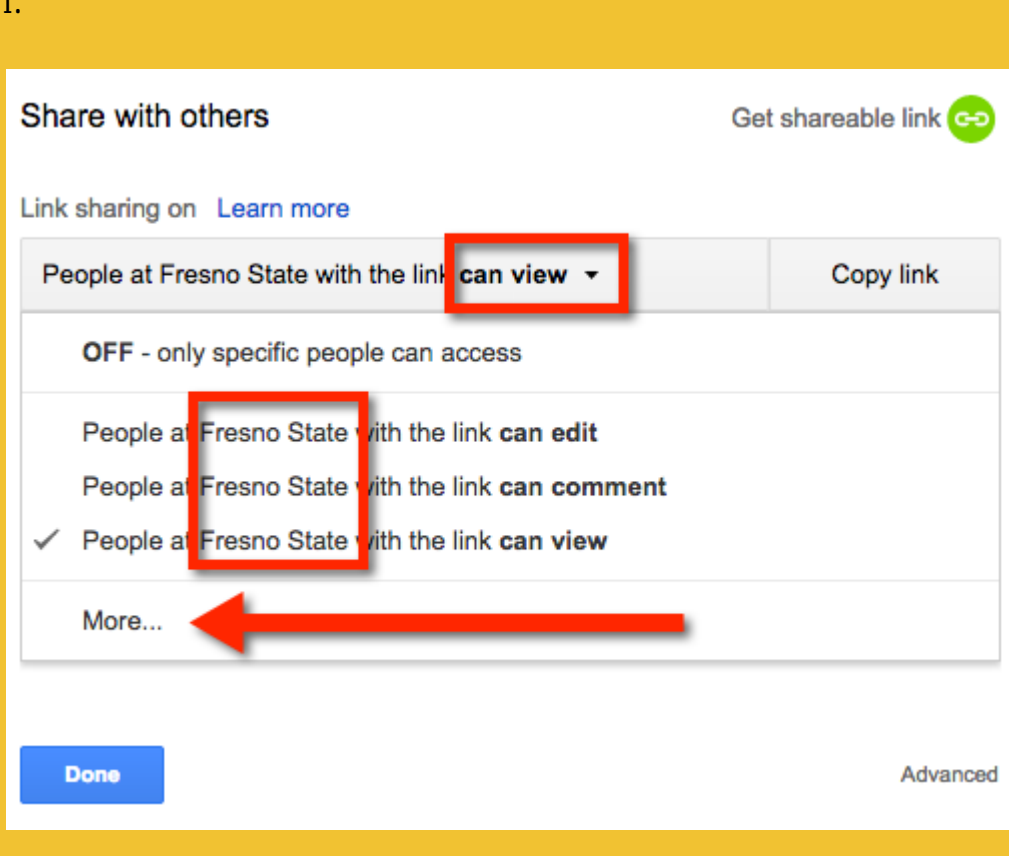 Share with others
Get shareable link
Link sharing on Learn more
People at Fresno State with the link can view
Copy link
OFF - only specific people can access
People at Fresno State with the link can edit
People at Fresno State with the link can comment
People at Fresno State with the link can view
More...
Done
Advanced